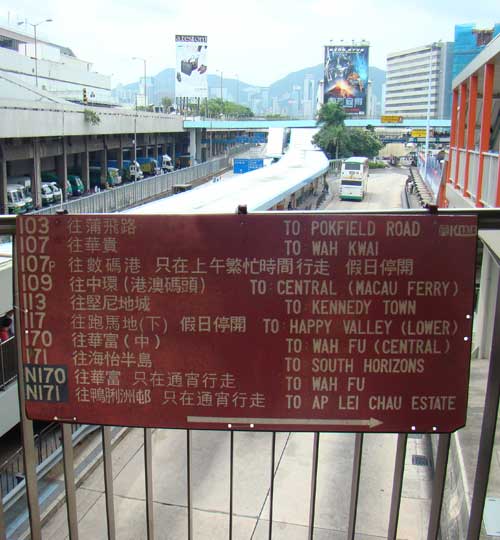 arestem
103 往蒲飛路 TO POKFIELD ROAD KMB
107 往華貴 TO WAH KWAI
107P 往數碼港 只在上午繁忙時間行走 假日停開
109 往中環(港澳碼頭) TO CENTRAL (MACAU FERRY)
113 往堅尼地城 TO KENNEDY TOWN
117 往跑馬地(下) 假日停開 TO HAPPY VALLEY (LOWER)
170 往華富(中) TO WAH FU (CENTRAL)
171 往海怡半島 TO SOUTH HORIZONS
N170 往華富 只在通宵行走 TO WAH FU
N171 往鴨脷洲邨 只在通宵行走 TO AP LEI CHAU ESTATE